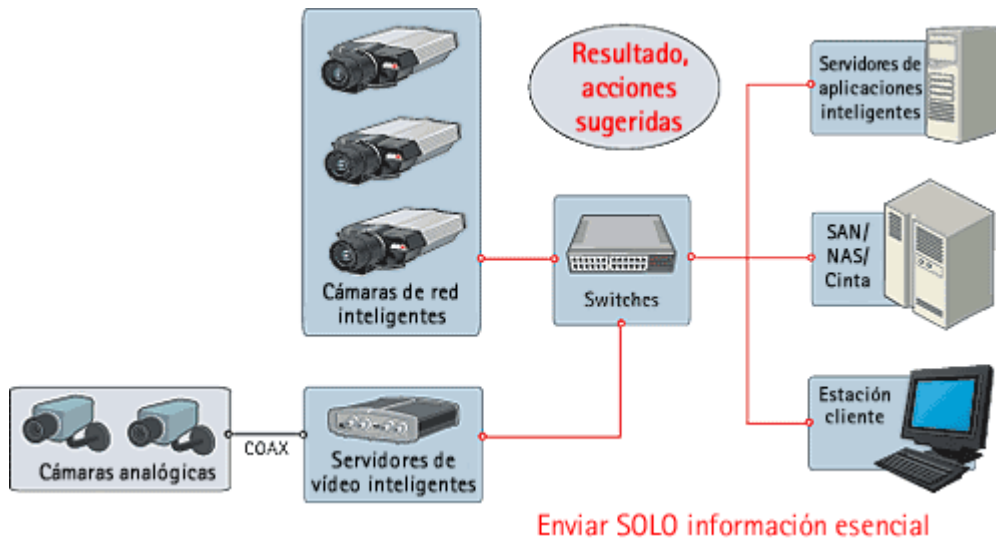 Resultado,
acciones
sugeridas
Servidores de
aplicaciones
inteligentes
Cámaras de red
inteligentes
Switches
SAN/
NAS/
Cinta
Cámaras analógicas
COAX
Servidores de
vídeo inteligentes
Estación
cliente
Enviar SOLO información esencial